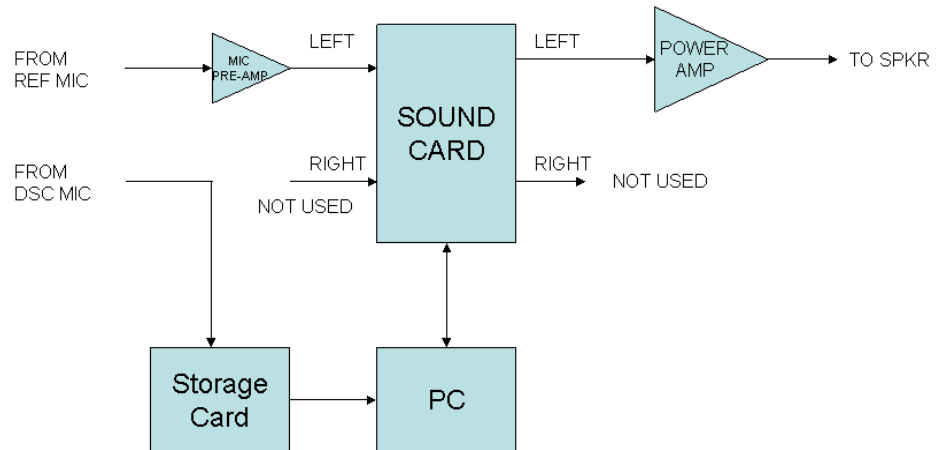 FROM
REF MIC
MIC
PRE-AMP
LEFT
SOUND
CARD
LEFT
POWER
AMP
TO SPKR
FROM
DSC MIC
RIGHT
NOT USED
RIGHT
NOT USED
Storage
Card
PC